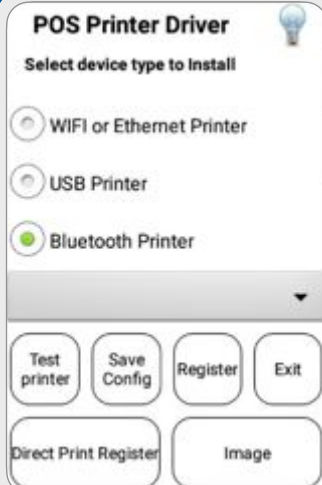 POS Printer Driver
Select device type to Install
WIFI or Ethernet Printer
USB Printer
Bluetooth Printer
Test printer
Save Config
Register
Exit
Direct Print Register
Image